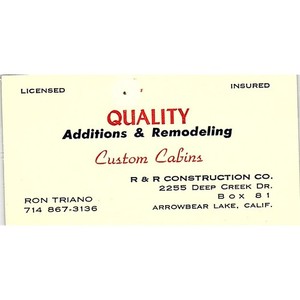 LICENSED
INSURED
QUALITY
Additions & Remodeling
Custom Cabins
R & R CONSTRUCTION CO.
2255 DEEP CREEK DR.
BOX 81
ARROWBEAR LAKE, CALIF.
RON TRIANO
714 867-3136